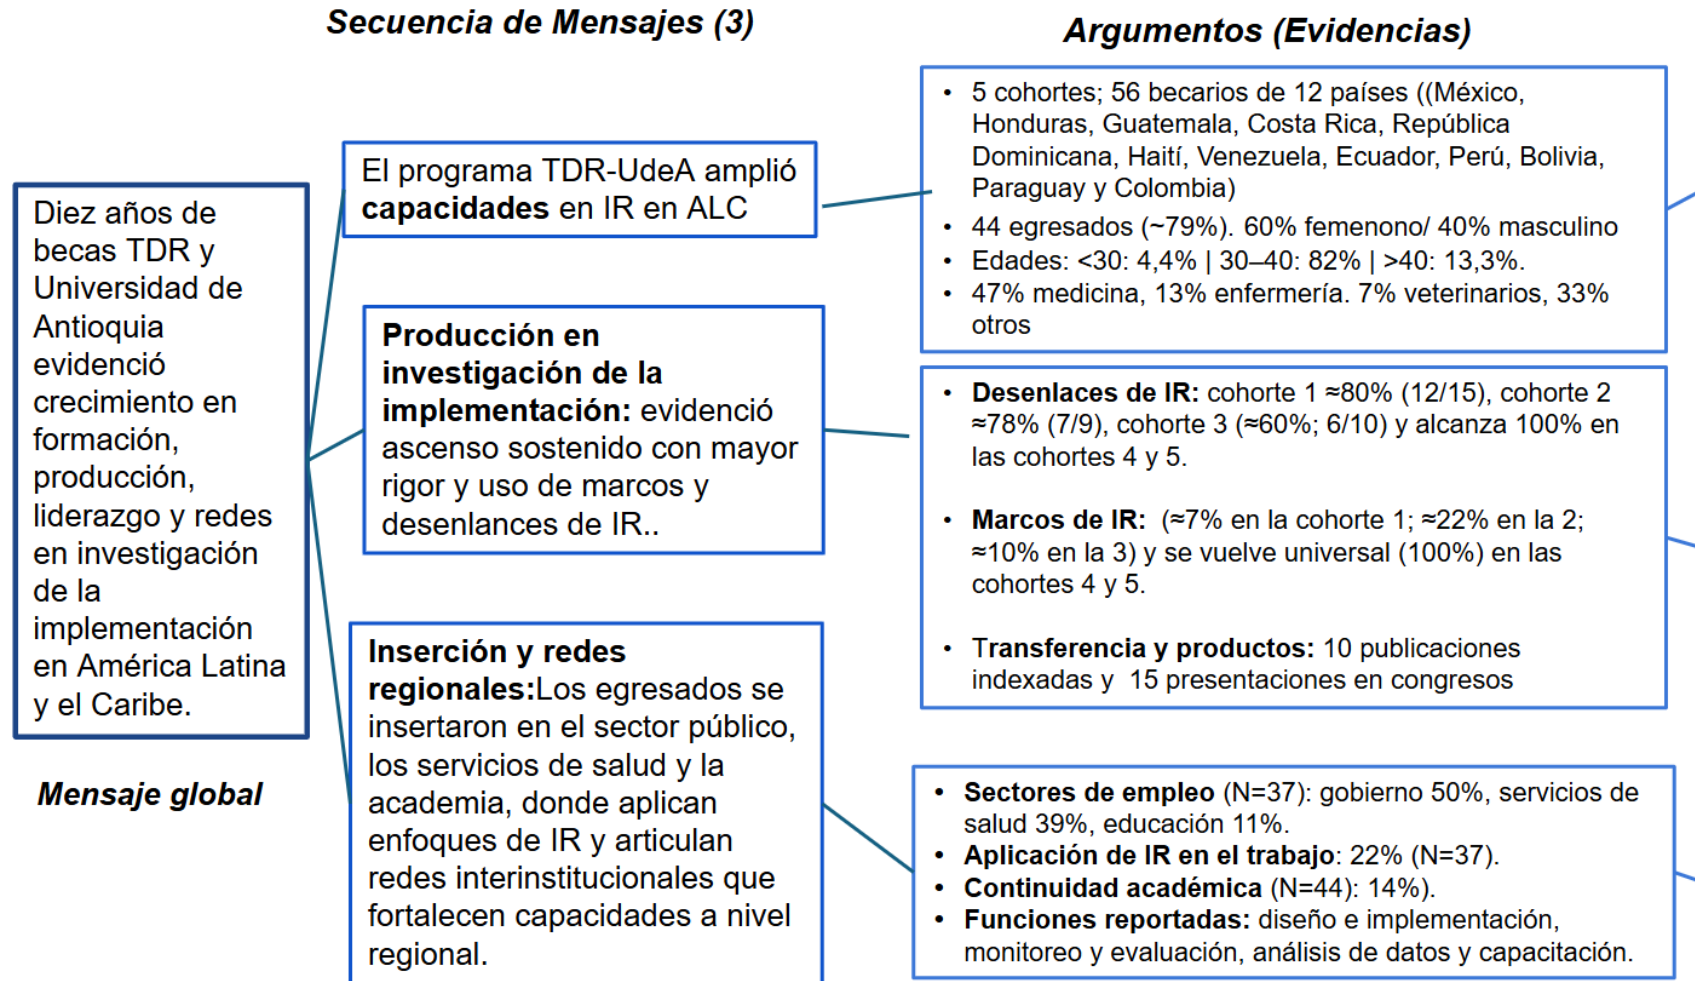 Secuencia de Mensajes (3)
Argumentos (Evidencias)
Diez años de
becas TDR y
Universidad de
Antioquia
evidenció
crecimiento en
formación,
producción,
liderazgo y redes
en investigación
de la
implementación
en América Latina
y el Caribe.
Mensaje global
El programa TDR-UdeA amplió
capacidades en IR en ALC
Producción en
investigación de la
implementación: evidenció
ascenso sostenido con mayor
rigor y uso de marcos y
desenlances de IR..
Inserción y redes
regionales:Los egresados se
insertaron en el sector público,
los servicios de salud y la
academia, donde aplican
enfoques de IR y articulan
redes interinstitucionales que
fortalecen capacidades a nivel
regional.
• 5 cohortes; 56 becarios de 12 países ((México,
Honduras, Guatemala, Costa Rica, República
Dominicana, Haití, Venezuela, Ecuador, Perú, Bolivia,
Paraguay y Colombia)
• 44 egresados (~79%). 60% femenono/ 40% masculino
• Edades: <30: 4,4% | 30–40: 82% | >40: 13,3%.
• 47% medicina, 13% enfermería. 7% veterinarios, 33%
otros
• Desenlaces de IR: cohorte 1 ≈80% (12/15), cohorte 2
≈78% (7/9), cohorte 3 (≈60%; 6/10) y alcanza 100% en
las cohortes 4 y 5.
• Marcos de IR: (≈7% en la cohorte 1; ≈22% en la 2;
≈10% en la 3) y se vuelve universal (100%) en las
cohortes 4 y 5.
• Transferencia y productos: 10 publicaciones
indexadas y 15 presentaciones en congresos
• Sectores de empleo (N=37): gobierno 50%, servicios de
salud 39%, educación 11%.
• Aplicación de IR en el trabajo: 22% (N=37).
• Continuidad académica (N=44): 14%).
• Funciones reportadas: diseño e implementación,
monitoreo y evaluación, análisis de datos y capacitación.